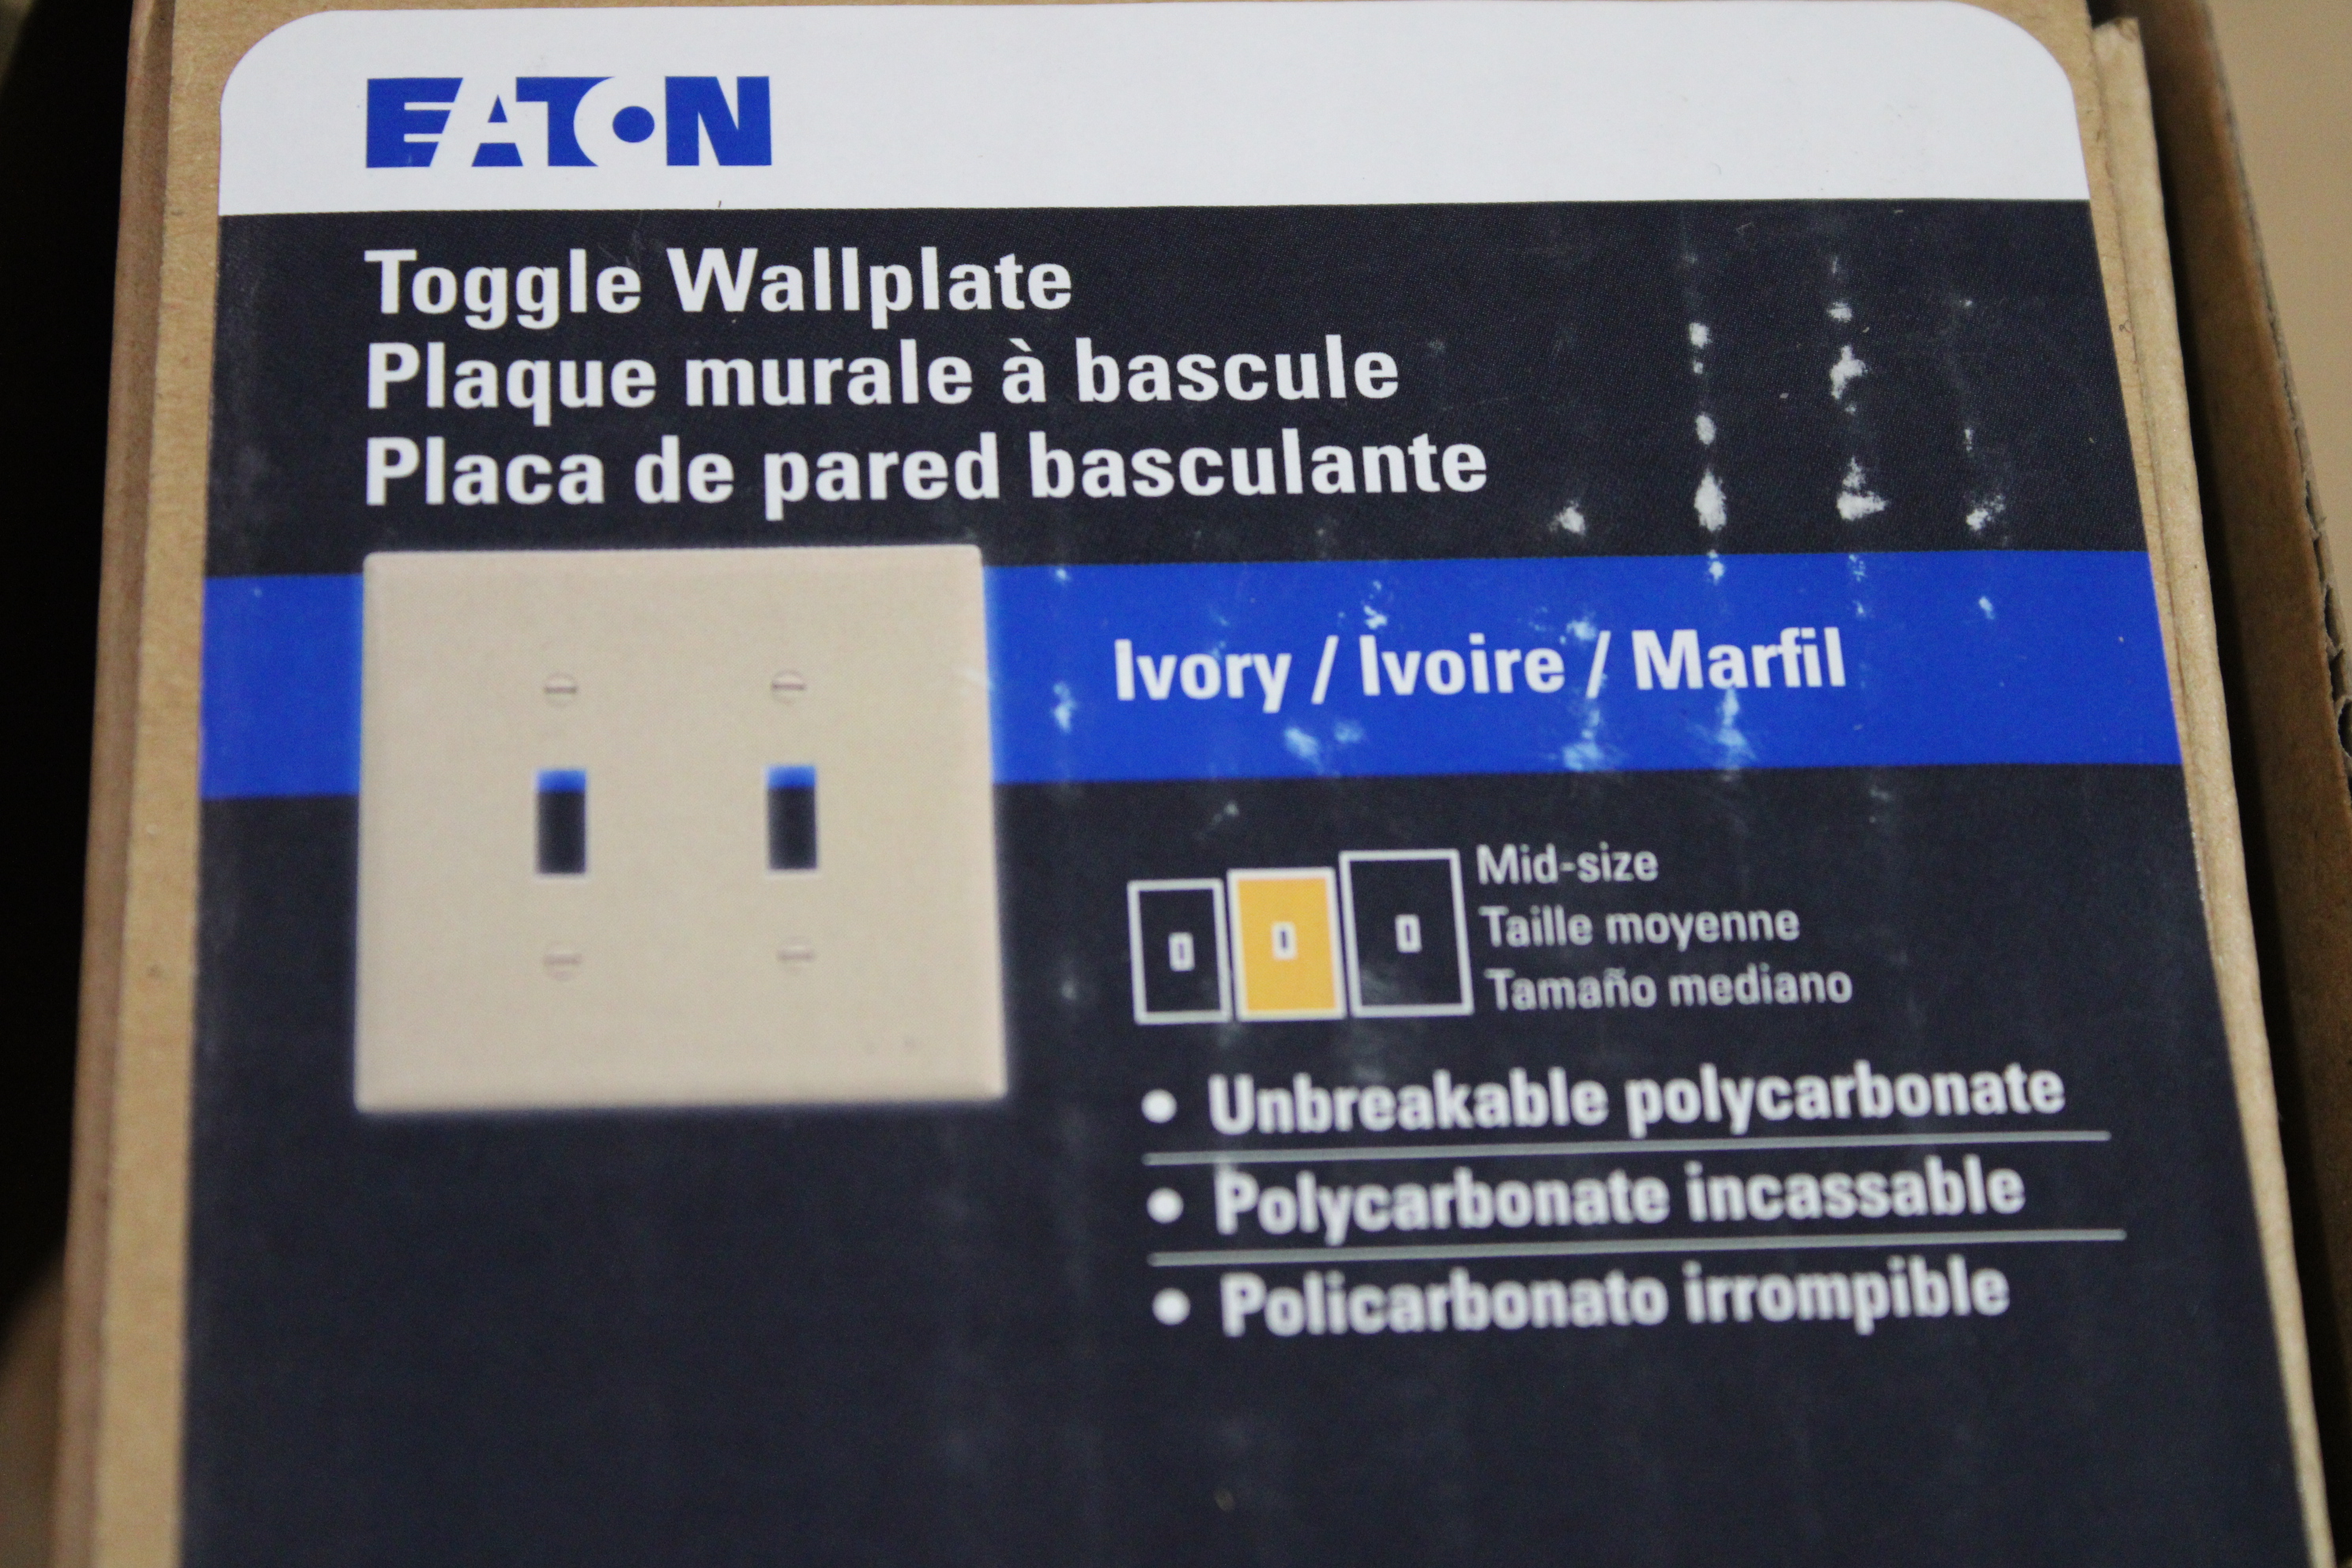 EATON
Toggle Wallplate
Plaque murale à bascule
Placa de pared basculante
Ivory / Ivoire / Marfil
Mid-size
Taille moyenne
Tamaño mediano
• Unbreakable polycarbonate
• Polycarbonate incassable
• Policarbonato irrompible